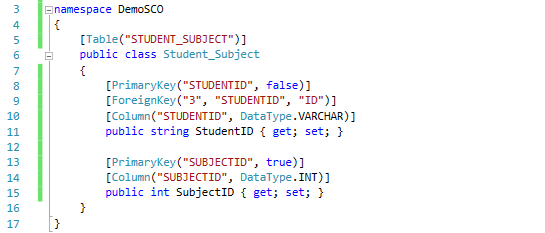 3 namespace DemoSCO
4 {
5 [Table("STUDENT_SUBJECT")]
6 public class Student_Subject
7 {
8 [PrimaryKey("STUDENTID", false)]
9 [ForeignKey("3", "STUDENTID", "ID")]
10 [Column("STUDENTID", DataType.VARCHAR)]
11 public string StudentID { get; set; }
12
13 [PrimaryKey("SUBJECTID", true)]
14 [Column("SUBJECTID", DataType.INT)]
15 public int SubjectID { get; set; }
16 }
17 }